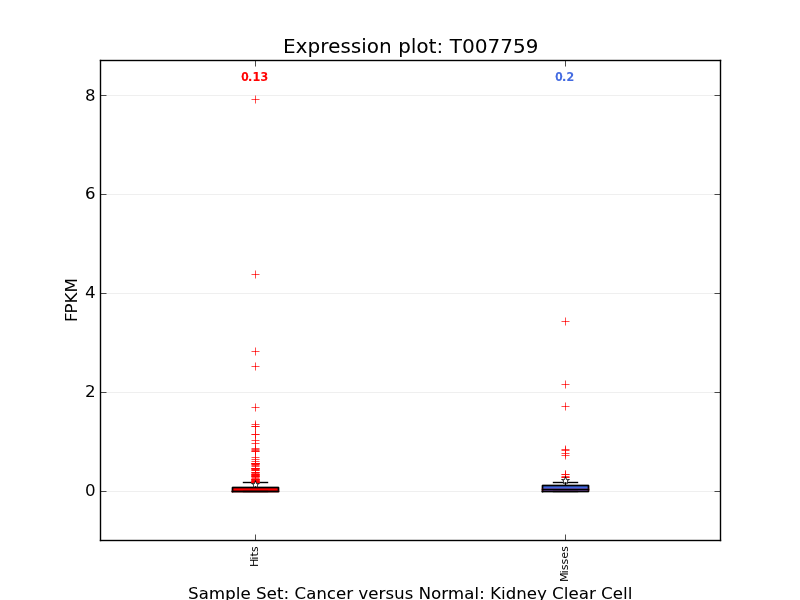 Expression plot: T007759
0.13
0.2
8
6
4
2
0
FPKM
Hits
Misses
Sample Set: Cancer versus Normal: Kidney Clear Cell